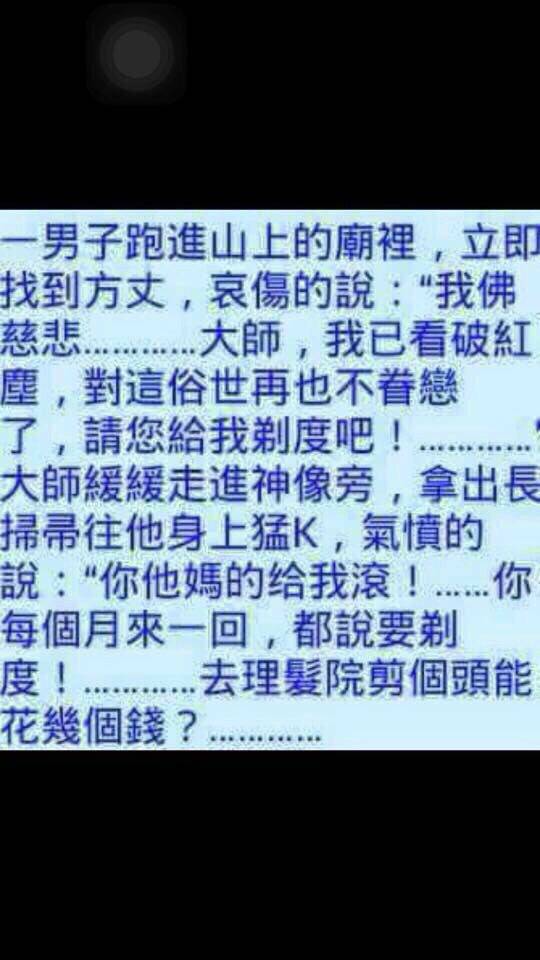 一男子跑進山上的廟裡，立即
找到方丈，哀傷的說：“我佛
慈悲…………大師，我已看破紅
塵，對這俗世再也不眷戀
了，請您給我剃度吧！…………”
大師緩緩走進神像旁，拿出長
掃帚往他身上猛K，氣憤的
說：“你他媽的给我滾！……你
每個月來一回，都說要剃
度！…………去理髮院剪個頭能
花幾個錢？…………